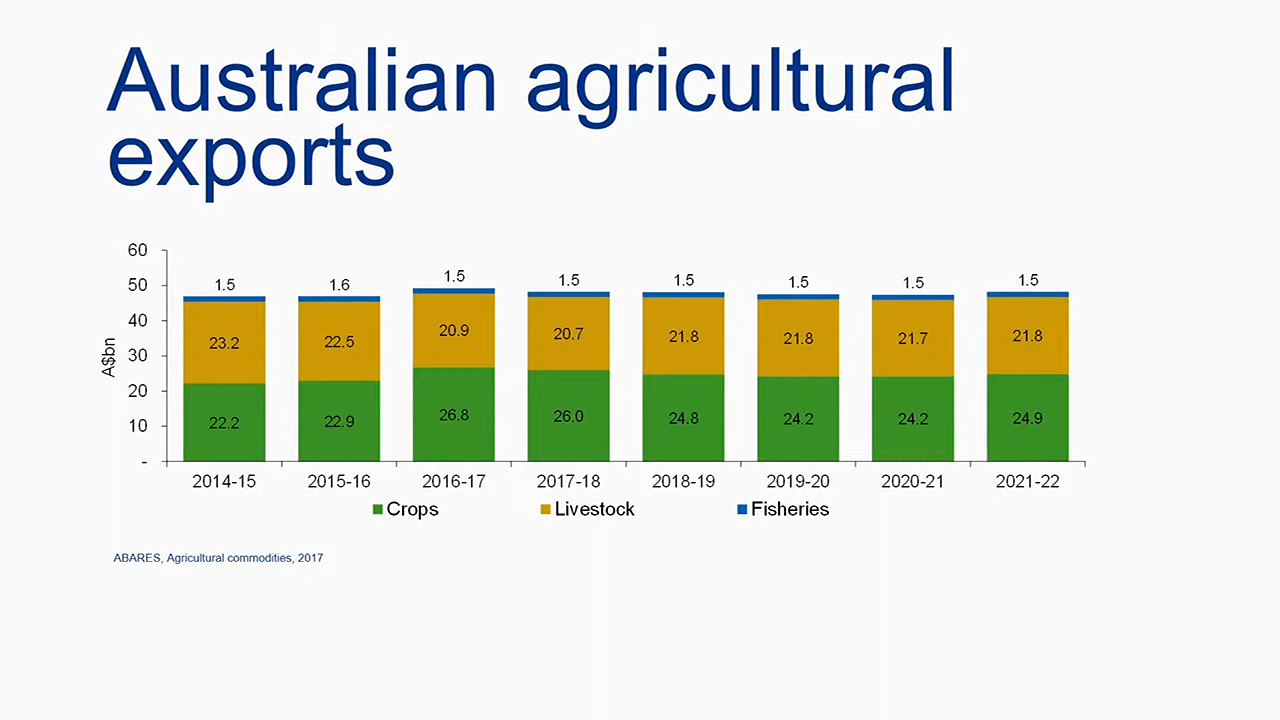 Australian agricultural
exports
60
50
40
30
20
10
-
A$bn
1.5 1.6 1.5 1.5 1.5 1.5 1.5 1.5
23.2 22.5 20.9 20.7 21.8 21.8 21.7 21.8
22.2 22.9 26.8 26.0 24.8 24.2 24.2 24.9
2014-15 2015-16 2016-17 2017-18 2018-19 2019-20 2020-21 2021-22
Crops Livestock Fisheries
ABARES, Agricultural commodities, 2017